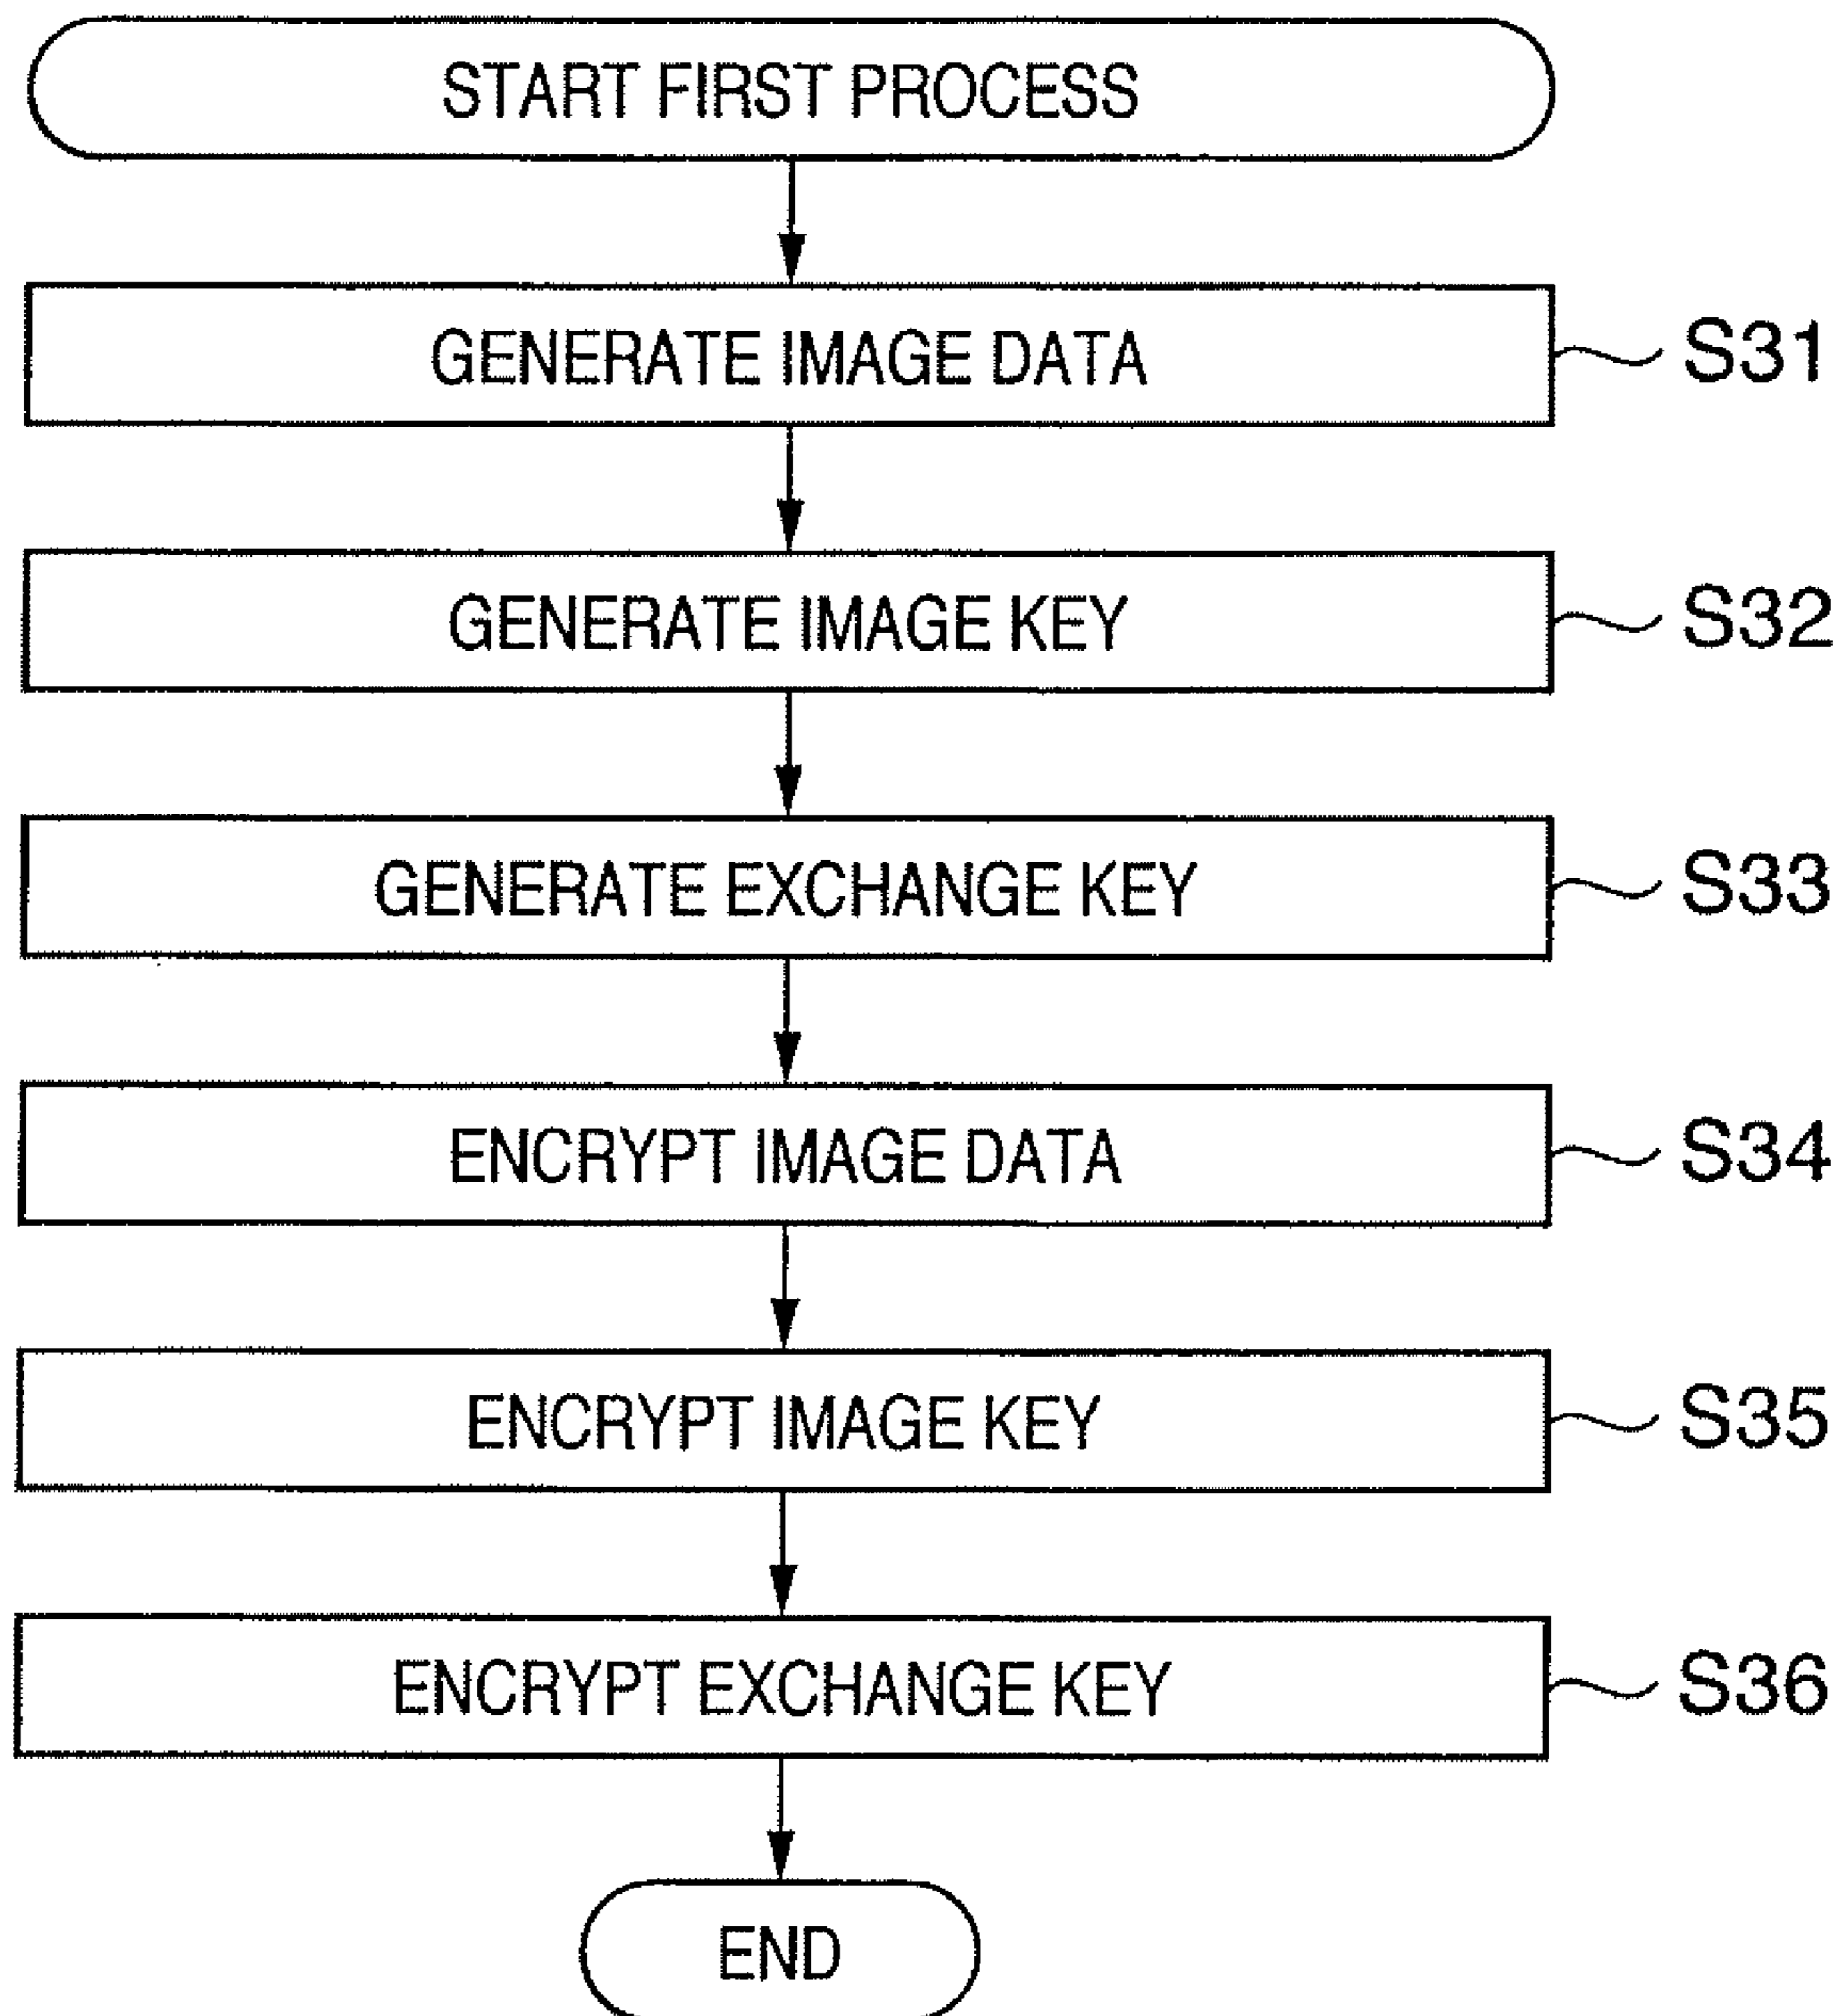 START FIRST PROCESS
GENERATE IMAGE DATA
S31
GENERATE IMAGE KEY
S32
GENERATE EXCHANGE KEY
S33
ENCRYPT IMAGE DATA
S34
ENCRYPT IMAGE KEY
S35
ENCRYPT EXCHANGE KEY
S36
END